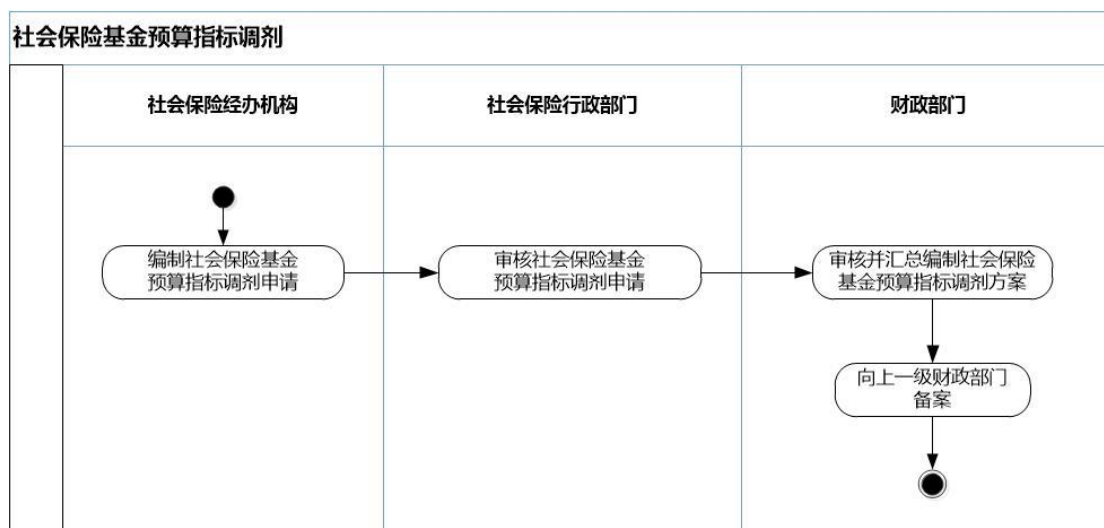 社会保险基金预算指标调剂
社会保险经办机构
社会保险行政部门
财政部门
编制社会保险基金
预算指标调剂申请
审核社会保险基金
预算指标调剂申请
审核并汇总编制社会保险
基金预算指标调剂方案
向上一级财政部门
备案